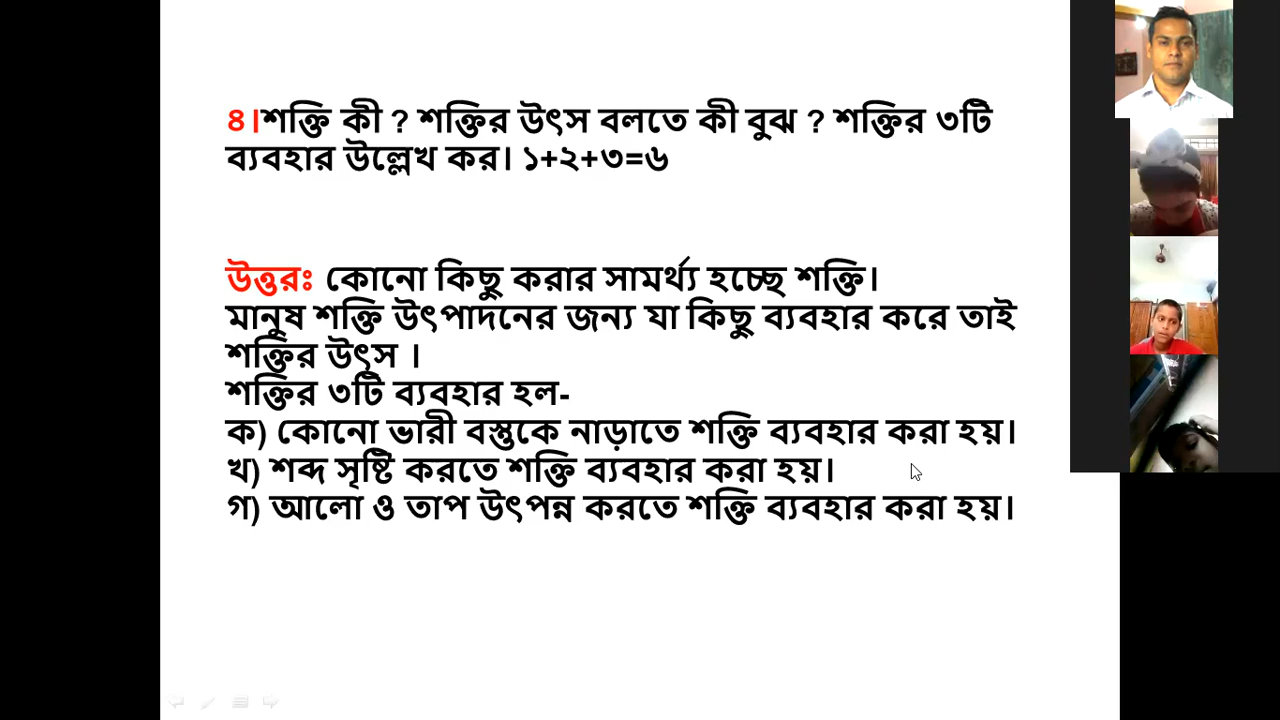 ৪।শক্তি কী ? শক্তির উৎস বলতে কী বুঝ ? শক্তির ৩টি
ব্যবহার উল্লেখ কর। ১+২+৩=৬
উত্তরঃ কোনো কিছু করার সামর্থ্য হচ্ছে শক্তি।
মানুষ শক্তি উৎপাদনের জন্য যা কিছু ব্যবহার করে তাই
শক্তির উৎস ।
শক্তির ৩টি ব্যবহার হল-
ক) কোনো ভারী বস্তুকে নাড়াতে শক্তি ব্যবহার করা হয়।
খ) শব্দ সৃষ্টি করতে শক্তি ব্যবহার করা হয়।
গ) আলো ও তাপ উৎপন্ন করতে শক্তি ব্যবহার করা হয়।